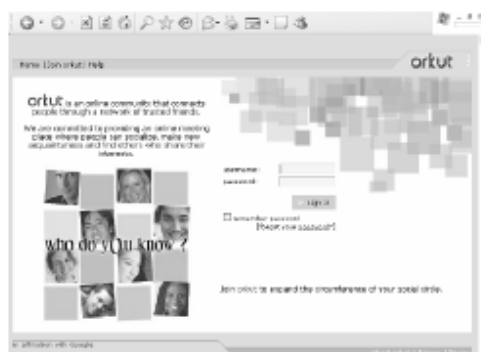 Home | Join orkut | Help
orkut
orkut is an online community that connects
people through a network of trusted friends.
We are committed to providing an online meeting
place where people can socialize, make new
acquaintances and find others who share their
interests.
who do you know ?
username:
password:
sign in
remember password
[forgot your password?]
Join orkut to expand the circumference of your social circle.
in affiliation with Google